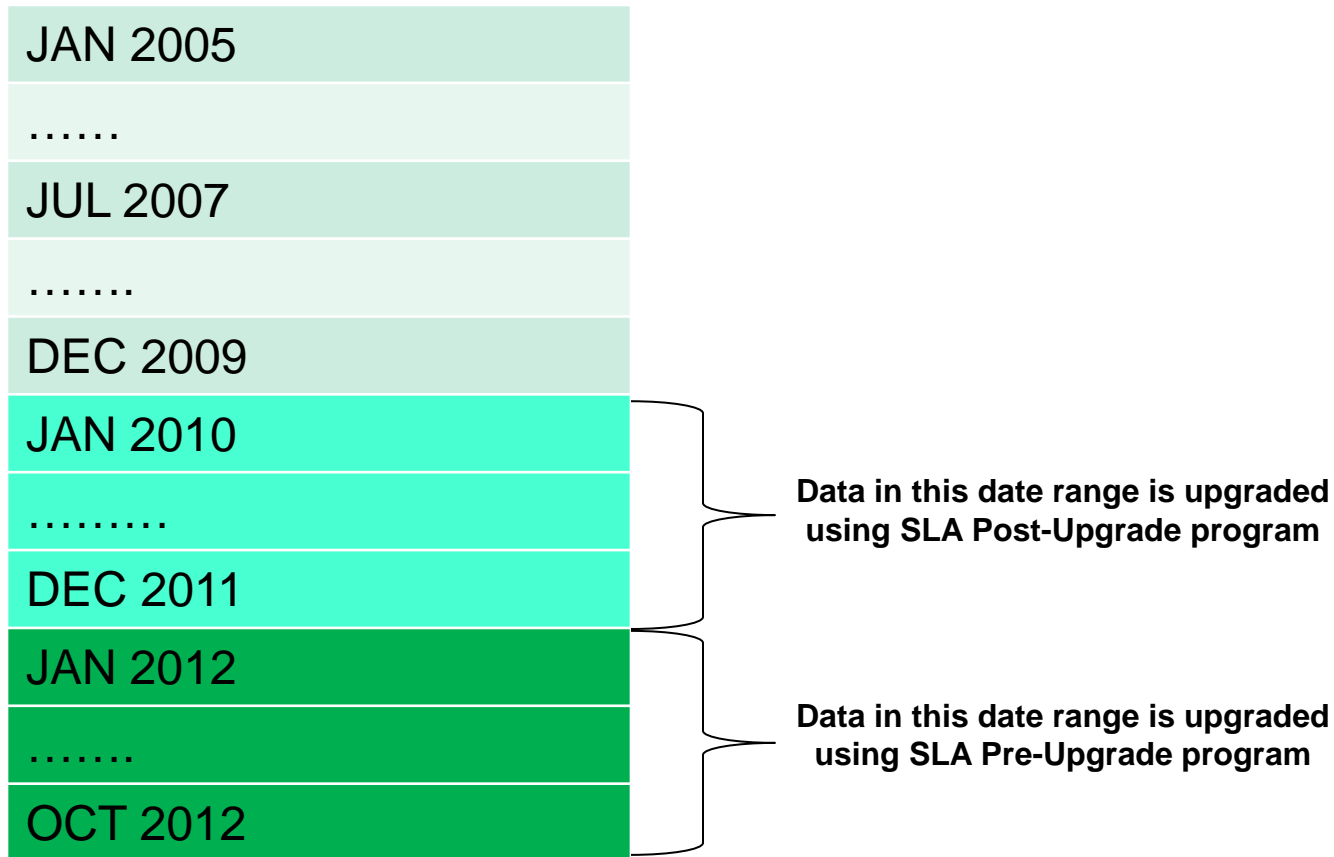 JAN 2005
……
JUL 2007
…….
DEC 2009
JAN 2010
………
DEC 2011
JAN 2012
…….
OCT 2012
Data in this date range is upgraded
using SLA Post-Upgrade program
Data in this date range is upgraded
using SLA Pre-Upgrade program